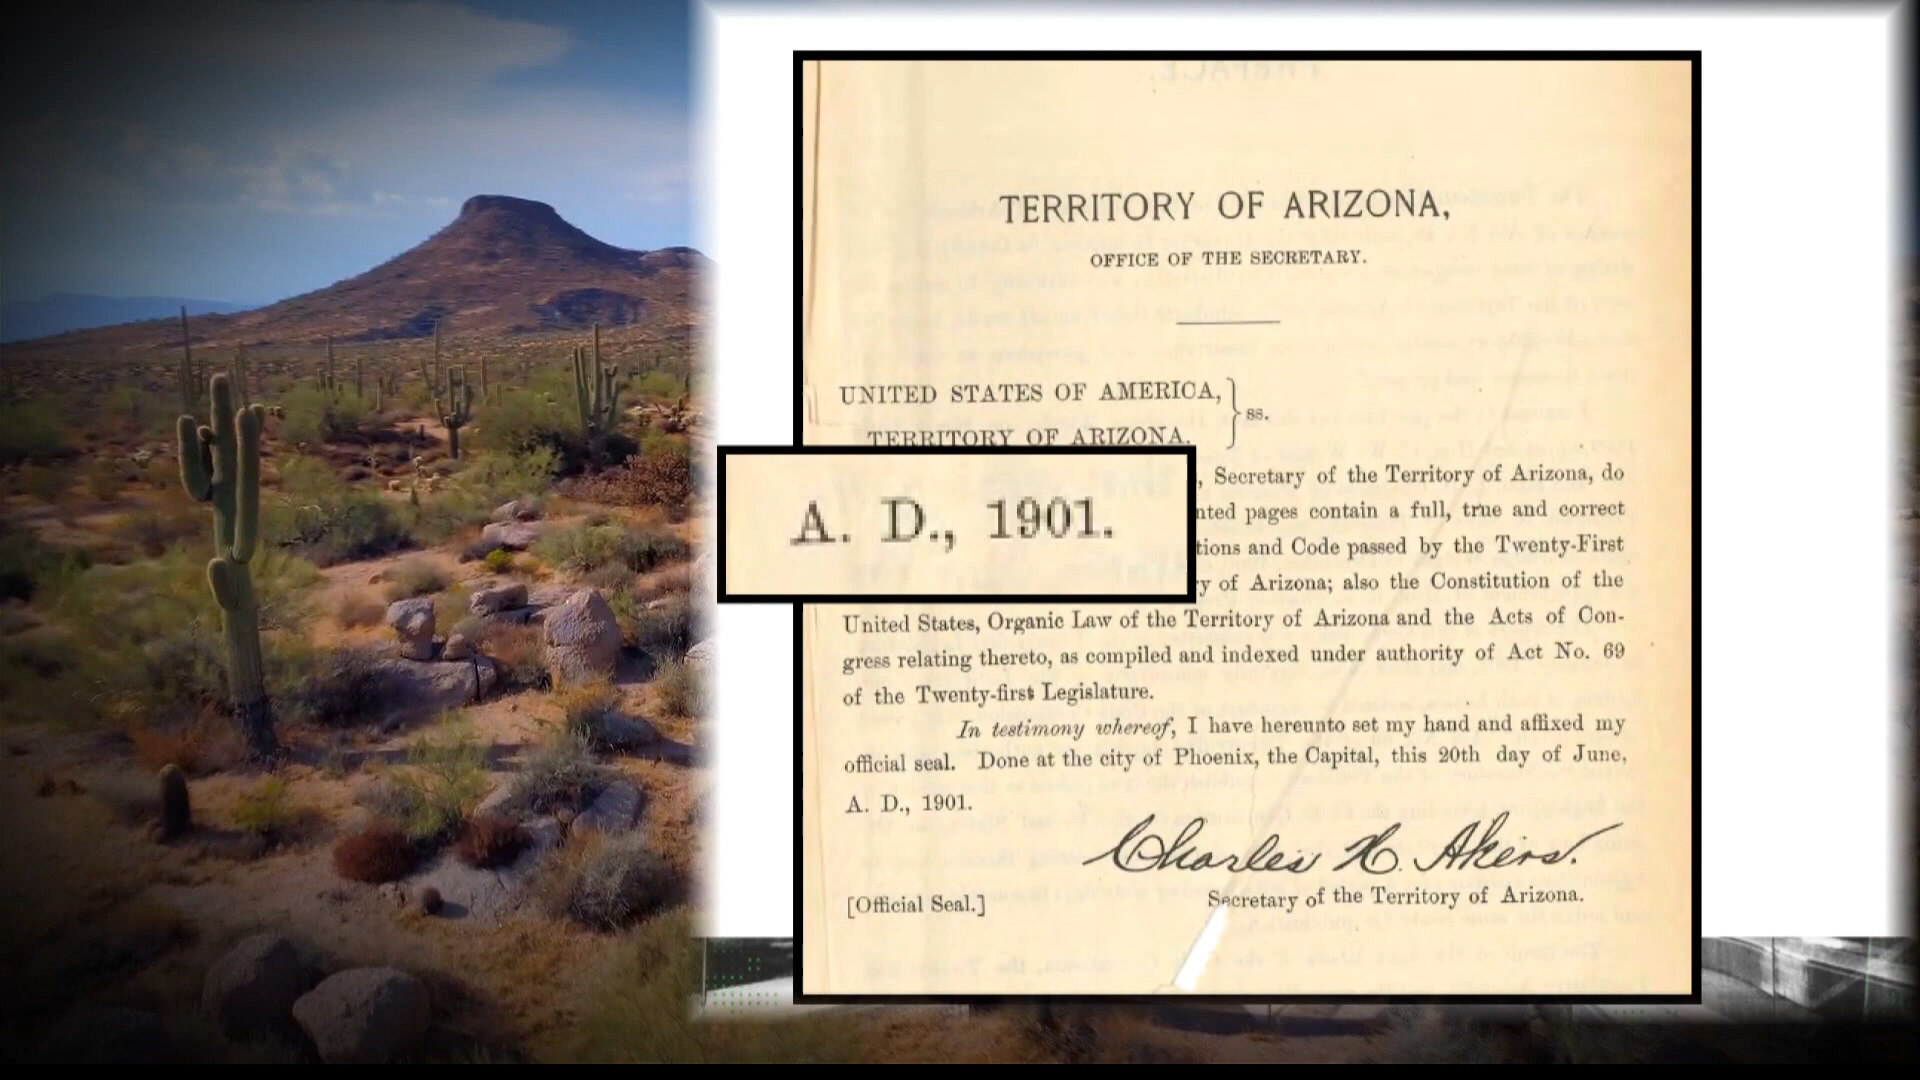 TERRITORY OF ARIZONA,
OFFICE OF THE SECRETARY.
UNITED STATES OF AMERICA,
TERRITORY OF ARIZONA.
} ss.
A. D., 1901.
, Secretary of the Territory of Arizona, do
nted pages contain a full, true and correct
tions and Code passed by the Twenty-First
y of Arizona; also the Constitution of the
United States, Organic Law of the Territory of Arizona and the Acts of Con-
gress relating thereto, as compiled and indexed under authority of Act No. 69
of the Twenty-first Legislature.
In testimony whereof, I have hereunto set my hand and affixed my
official seal. Done at the city of Phoenix, the Capital, this 20th day of June,
A. D., 1901.
Charles H. Akers.
[Official Seal.] Secretary of the Territory of Arizona.